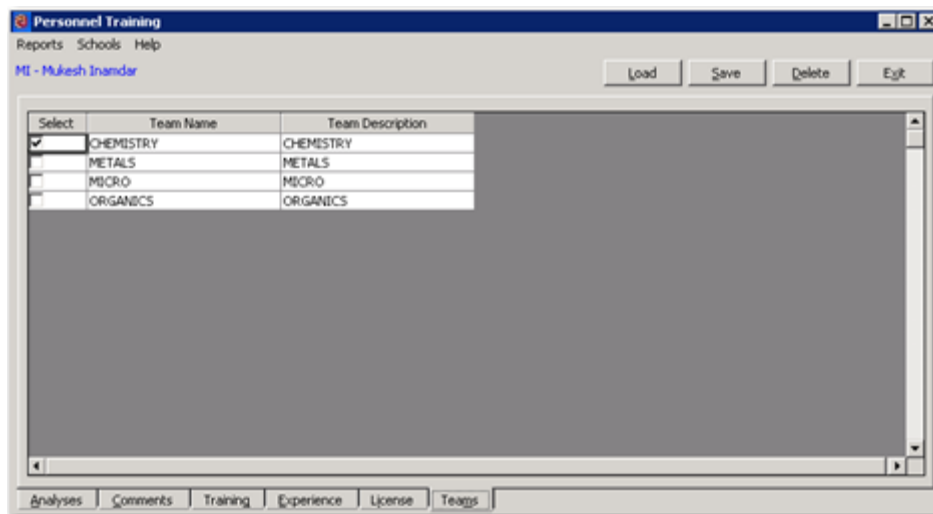 Personnel Training
Reports Schools Help
MI - Mukesh Inamdar Load Save Delete Exit
Select Team Name Team Description
CHEMISTRY CHEMISTRY
METALS METALS
MICRO MICRO
ORGANICS ORGANICS
Analyses Comments Training Experience License Teams